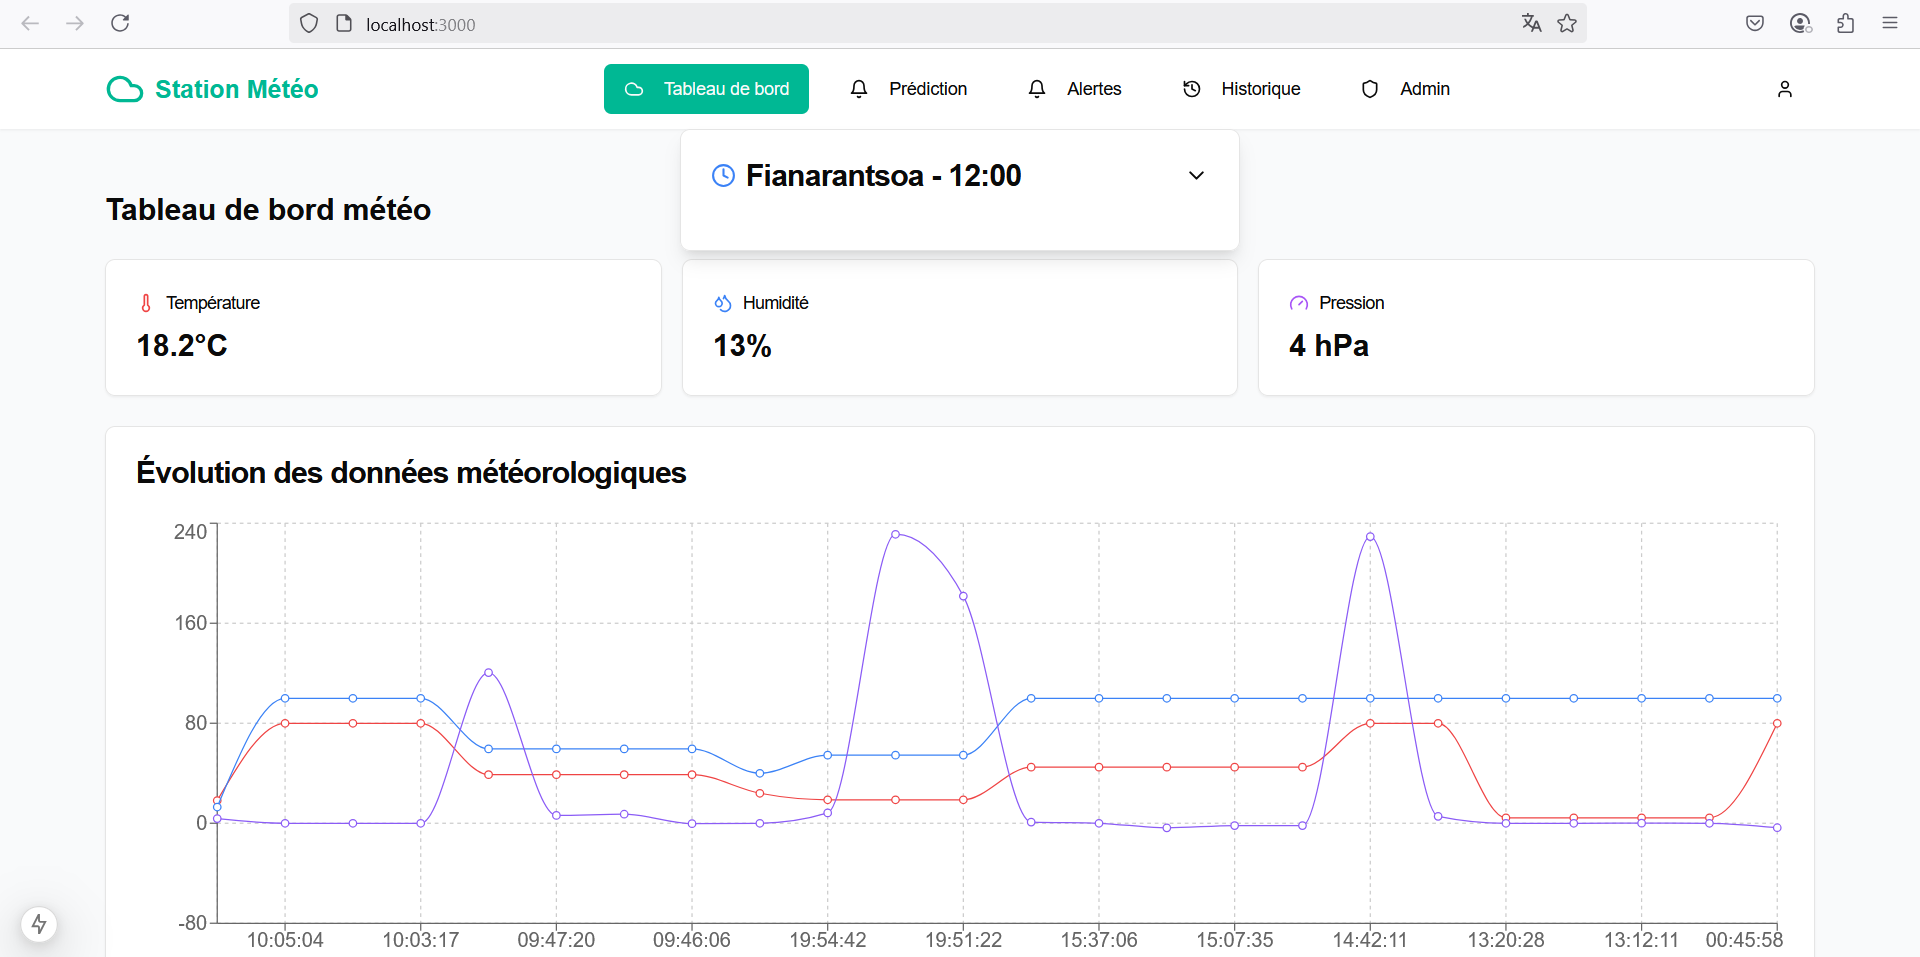 localhost:3000
Station Météo
Tableau de bord
Prédiction
Alertes
Historique
Admin
Fianarantsoa - 12:00
Tableau de bord météo
Température
18.2°C
Humidité
13%
Pression
4 hPa
Évolution des données météorologiques
240
160
80
0
-80
10:05:04 10:03:17 09:47:20 09:46:06 19:54:42 19:51:22 15:37:06 15:07:35 14:42:11 13:20:28 13:12:11 00:45:58